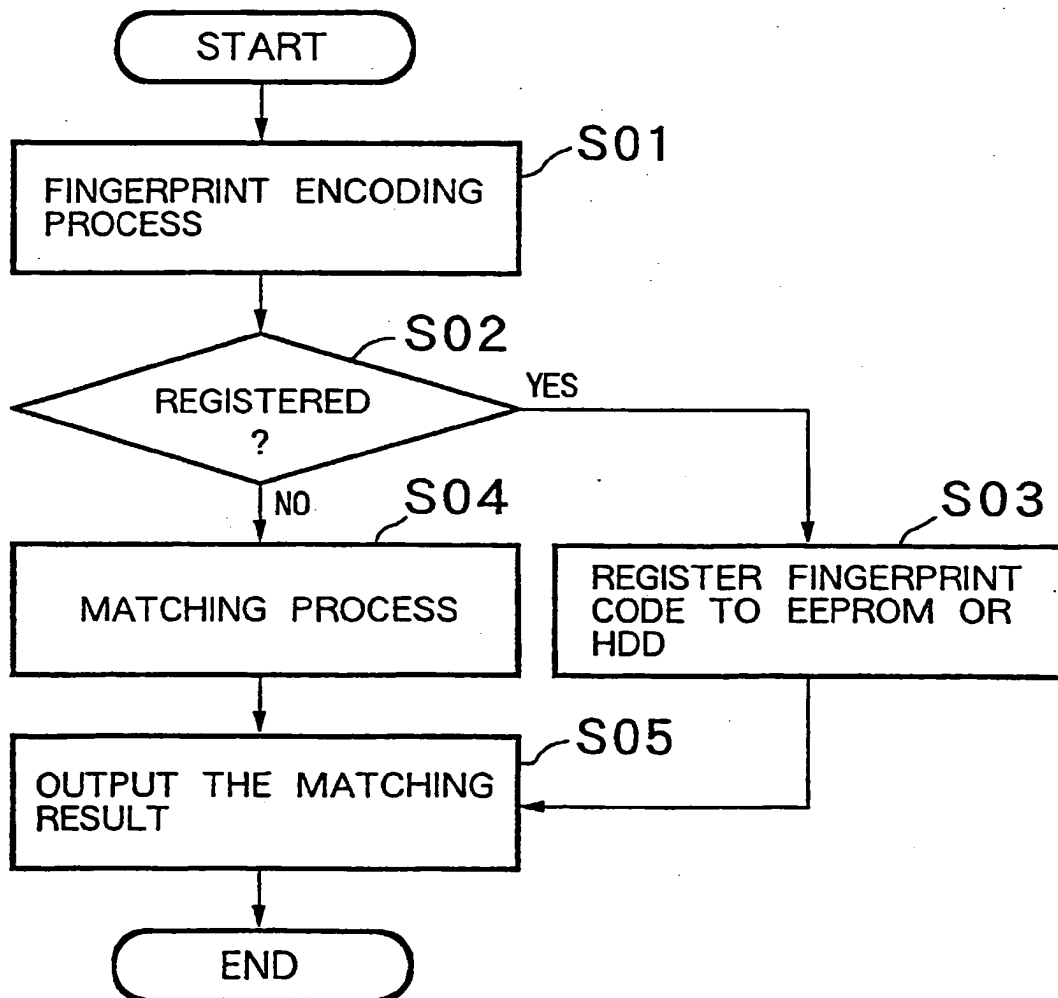 START
S01
FINGERPRINT ENCODING
PROCESS
S02
REGISTERED
?
YES
NO
S04
MATCHING PROCESS
S03
REGISTER FINGERPRINT
CODE TO EEPROM OR
HDD
S05
OUTPUT THE MATCHING
RESULT
END